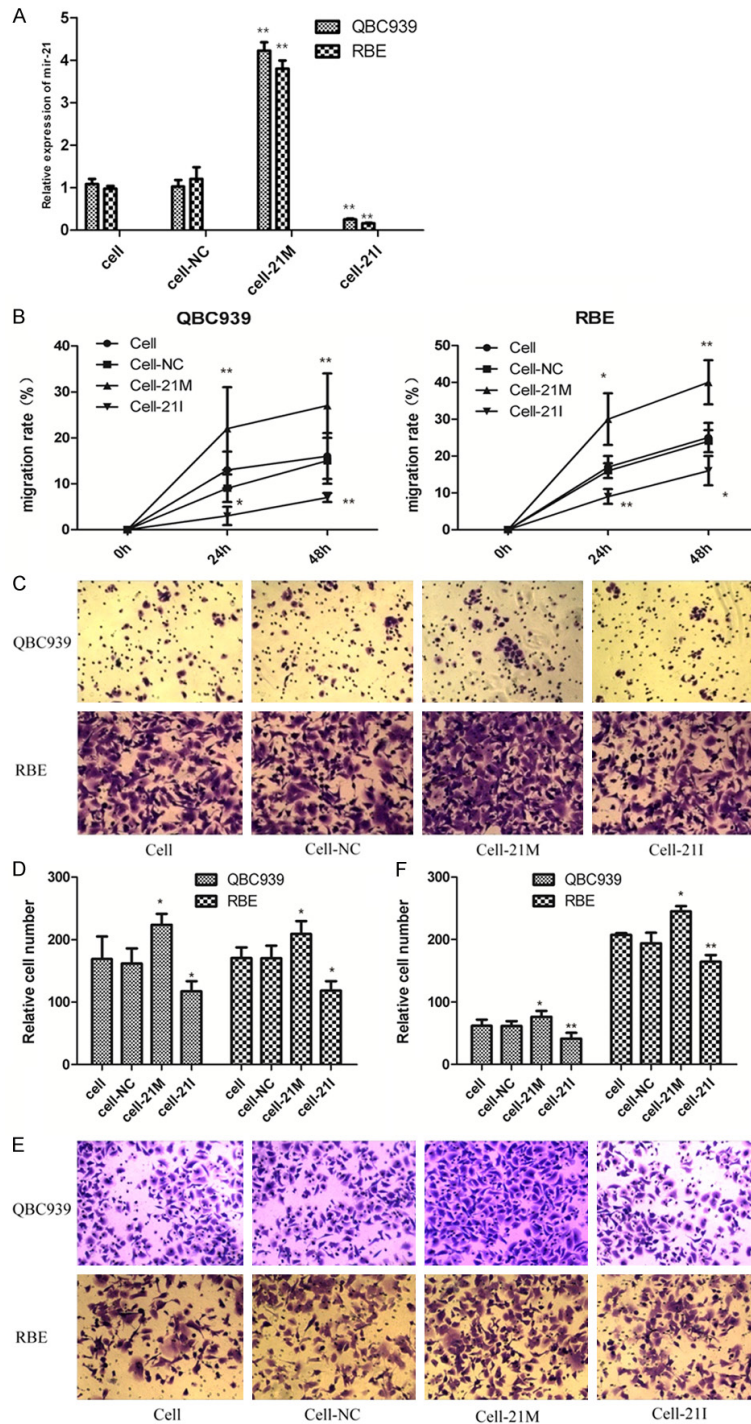 A
Relative expression of mir-21
5
4
3
2
1
0
QBC939
RBE
**
**
**
**
cell
cell-NC
cell-21M
cell-21I
B
QBC939
migration rate (%)
40
30
20
10
0
Cell
Cell-NC
Cell-21M
Cell-21I
**
**
*
**
0h
24h
48h
RBE
migration rate (%)
50
40
30
20
10
0
Cell
Cell-NC
Cell-21M
Cell-21I
*
**
**
*
0h
24h
48h
C
QBC939
RBE
Cell
Cell-NC
Cell-21M
Cell-21I
D
Relative cell number
300
200
100
0
QBC939
RBE
*
*
*
*
cell
cell-NC
cell-21M
cell-21I
cell
cell-NC
cell-21M
cell-21I
F
Relative cell number
300
200
100
0
QBC939
RBE
*
**
*
**
cell
cell-NC
cell-21M
cell-21I
cell
cell-NC
cell-21M
cell-21I
E
QBC939
RBE
Cell
Cell-NC
Cell-21M
Cell-21I